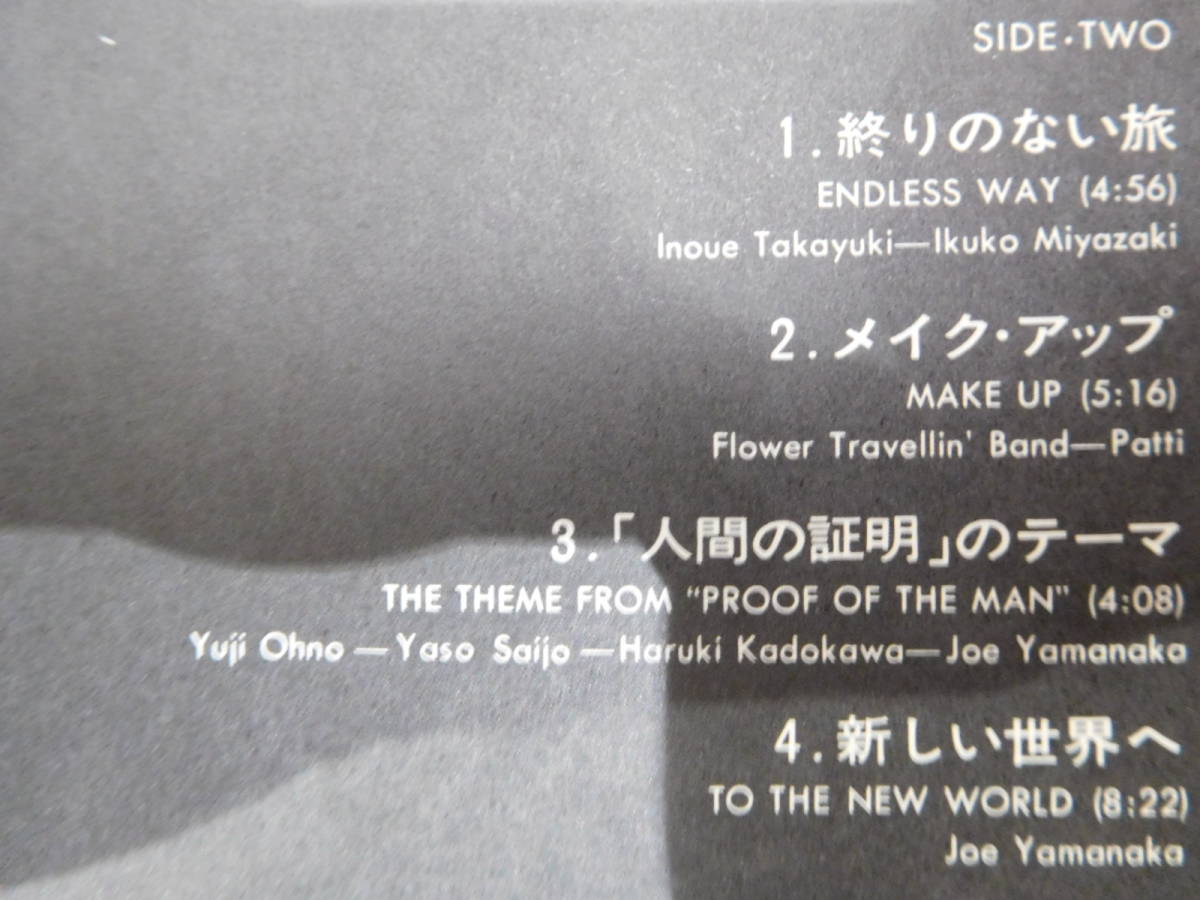 SIDE·TWO
1.終りのない旅
ENDLESS WAY (4:56)
Inoue Takayuki—Ikuko Miyazaki
2.メイク・アップ
MAKE UP (5:16)
Flower Travellin' Band—Patti
3.「人間の証明」のテーマ
THE THEME FROM “PROOF OF THE MAN” (4:08)
Yuji Ohno—Yaso Saijo—Haruki Kadokawa—Joe Yamanaka
4.新しい世界へ
TO THE NEW WORLD (8:22)
Joe Yamanaka